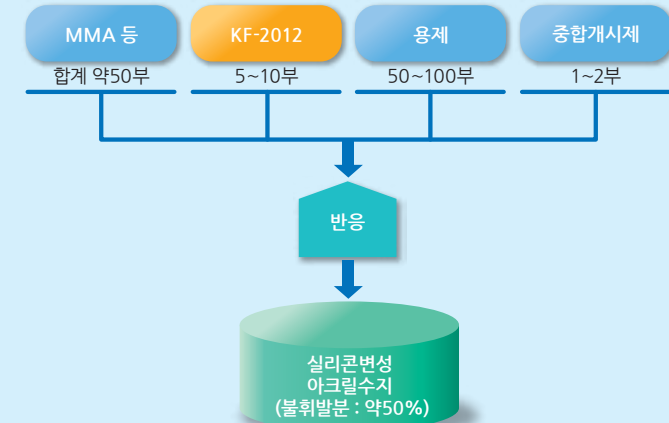 MMA 등
KF-2012
용제
중합개시제
합계 약50부
5~10부
50~100부
1~2부
반응
실리콘변성
아크릴수지
(불휘발분 : 약50%)